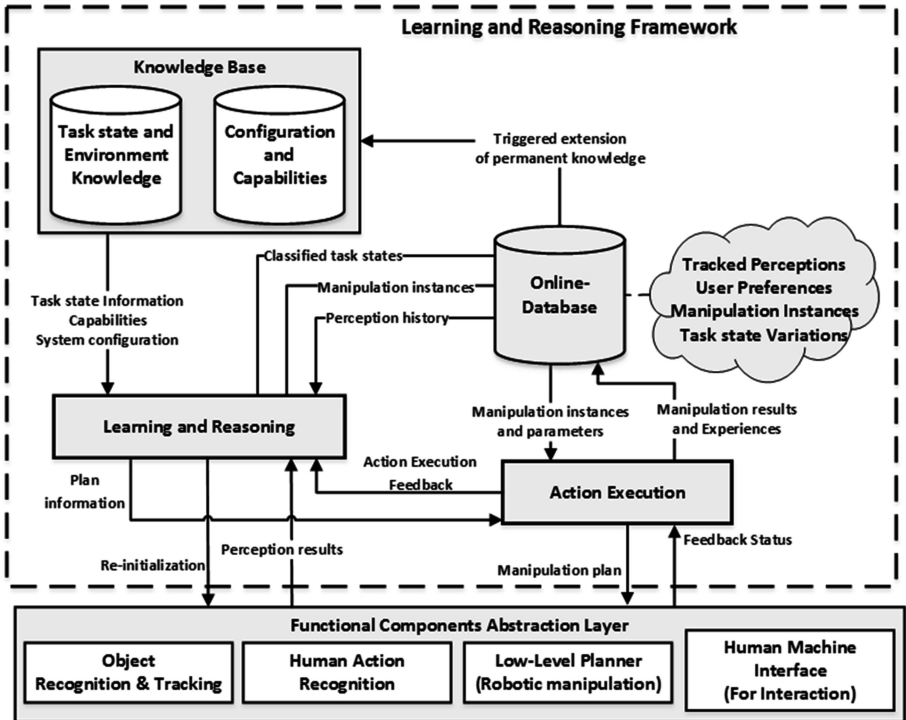 Learning and Reasoning Framework
Knowledge Base
Task state and
Environment
Knowledge
Configuration
and
Capabilities
Triggered extension
of permanent knowledge
Classified task states
Manipulation instances
Perception history
Online-
Database
Tracked Perceptions
User Preferences
Manipulation Instances
Task state Variations
Task state Information
Capabilities
System configuration
Learning and Reasoning
Manipulation instances
and parameters
Manipulation results
and Experiences
Action Execution
Feedback
Action Execution
Plan
information
Re-initialization
Perception results
Manipulation plan
Feedback Status
Functional Components Abstraction Layer
Object
Recognition & Tracking
Human Action
Recognition
Low-Level Planner
(Robotic manipulation)
Human Machine
Interface
(For Interaction)